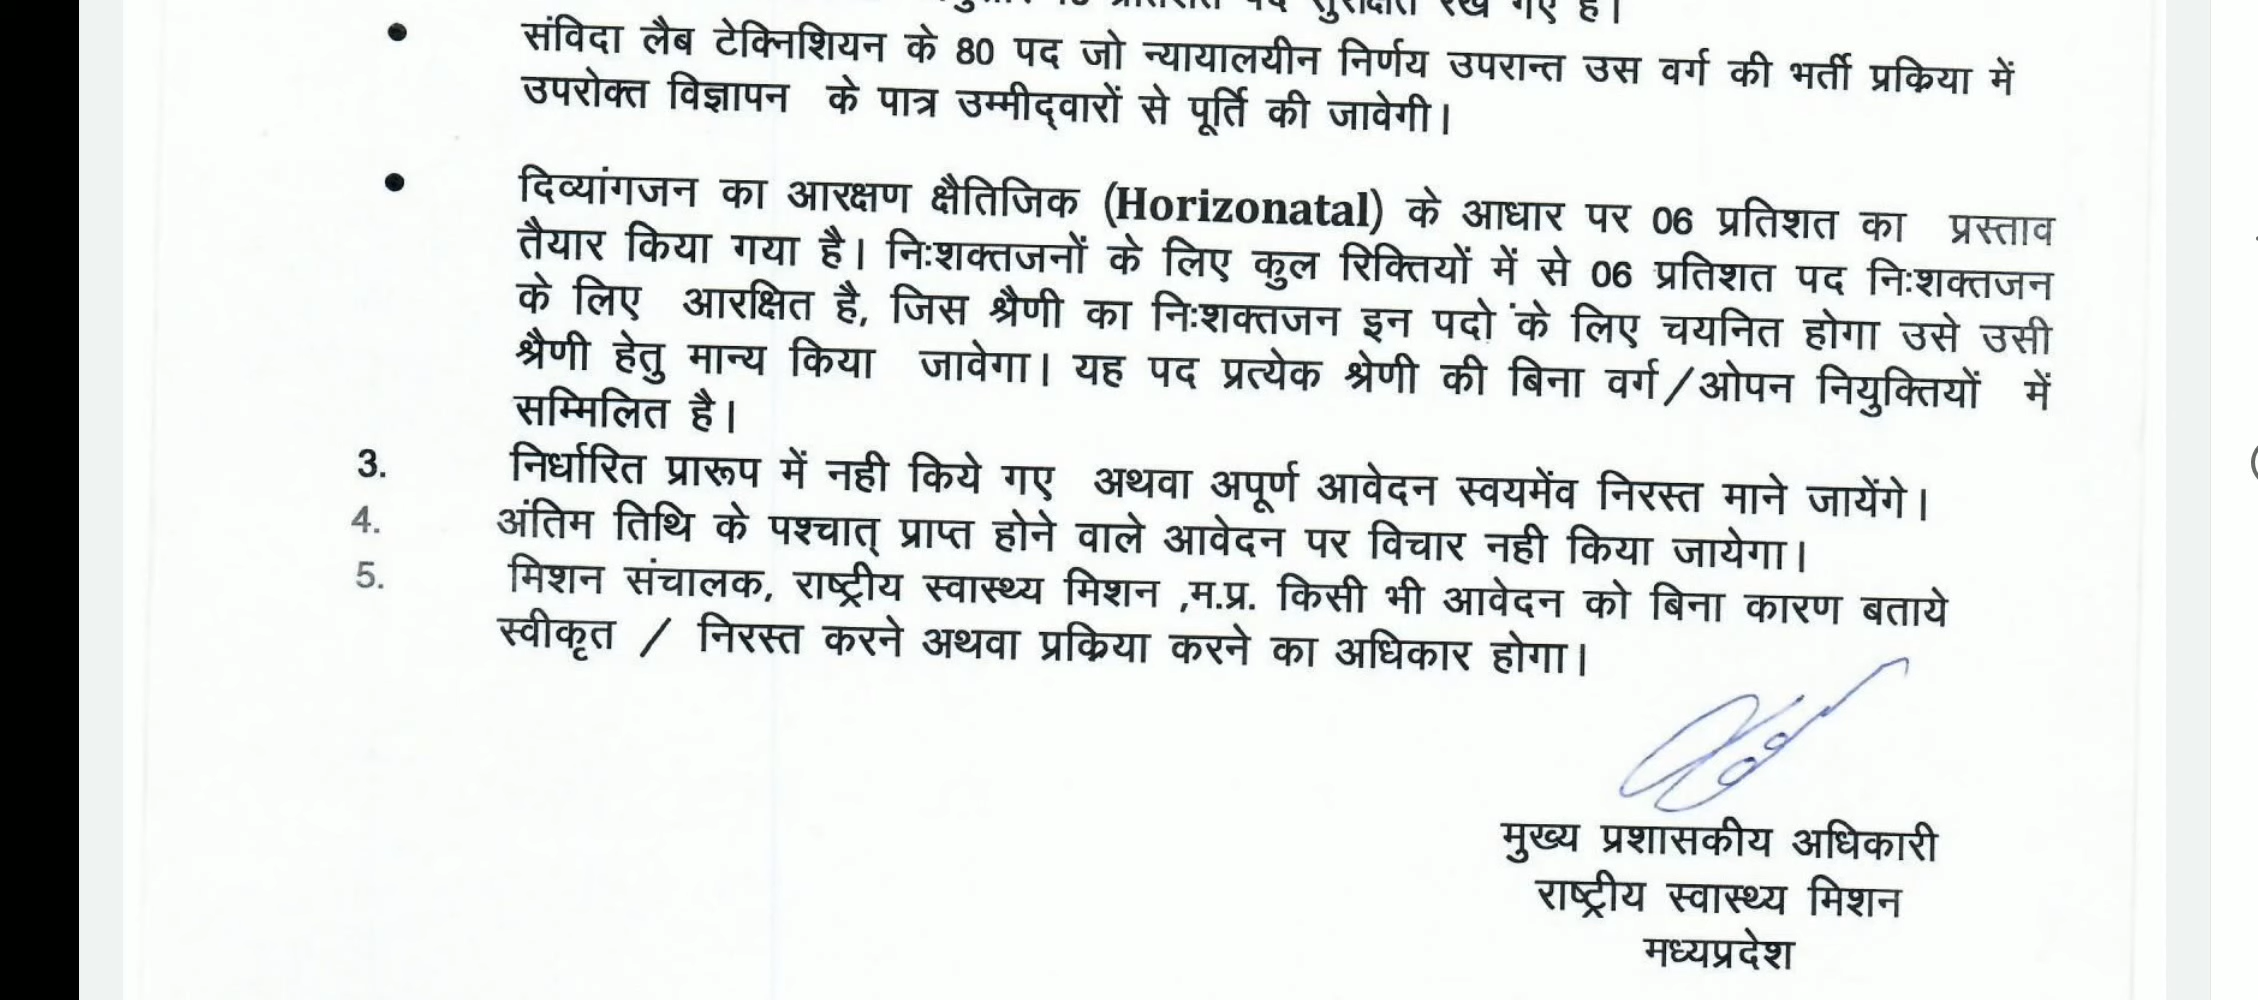 पद सुरक्षित रखे गए है।
• संविदा लैब टेक्निशियन के 80 पद जो न्यायालयीन निर्णय उपरान्त उस वर्ग की भर्ती प्रक्रिया में
उपरोक्त विज्ञापन के पात्र उम्मीद्वारों से पूर्ति की जावेगी।
• दिव्यांगजन का आरक्षण क्षैतिजिक (Horizonatal) के आधार पर 06 प्रतिशत का प्रस्ताव
तैयार किया गया है। निःशक्तजनों के लिए कुल रिक्तियों में से 06 प्रतिशत पद निःशक्तजन
के लिए आरक्षित है, जिस श्रैणी का निःशक्तजन इन पदों के लिए चयनित होगा उसे उसी
श्रैणी हेतु मान्य किया जावेगा। यह पद प्रत्येक श्रेणी की बिना वर्ग/ओपन नियुक्तियों में
सम्मिलित है।
3. निर्धारित प्रारूप में नही किये गए अथवा अपूर्ण आवेदन स्वयमेंव निरस्त माने जायेंगे।
4. अंतिम तिथि के पश्चात् प्राप्त होने वाले आवेदन पर विचार नही किया जायेगा।
5. मिशन संचालक, राष्ट्रीय स्वास्थ्य मिशन ,म.प्र. किसी भी आवेदन को बिना कारण बताये
स्वीकृत / निरस्त करने अथवा प्रक्रिया करने का अधिकार होगा।
मुख्य प्रशासकीय अधिकारी
राष्ट्रीय स्वास्थ्य मिशन
मध्यप्रदेश